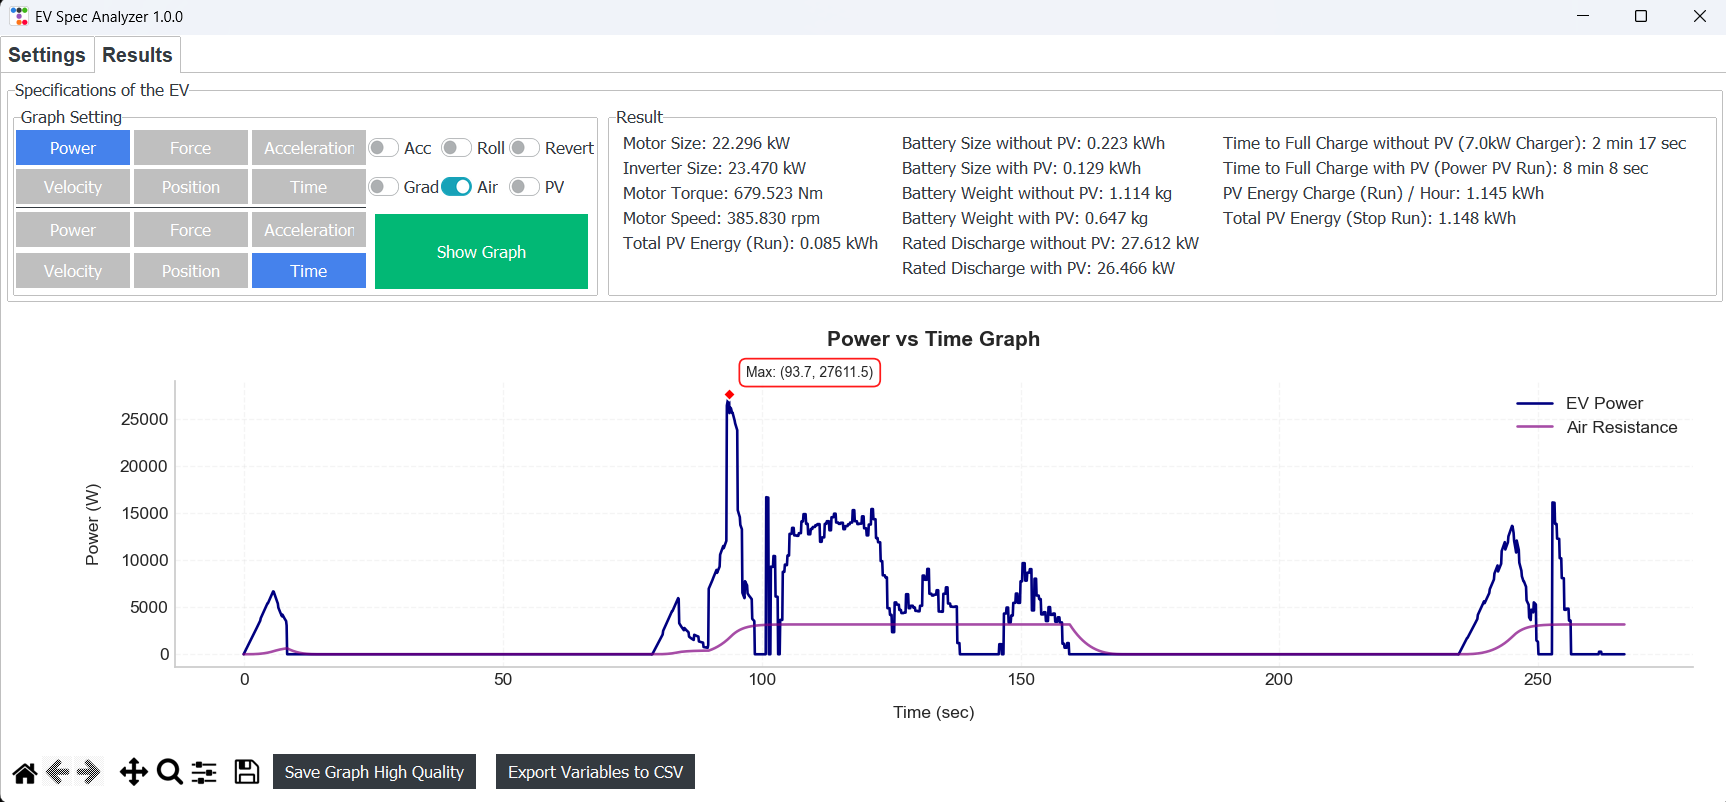 EV Spec Analyzer 1.0.0
Settings Results
Specifications of the EV
Graph Setting
Power Force Acceleration Acc Roll Revert
Velocity Position Time Grad Air PV
Power Force Acceleration
Velocity Position Time
Show Graph
Result
Motor Size: 22.296 kW
Inverter Size: 23.470 kW
Motor Torque: 679.523 Nm
Motor Speed: 385.830 rpm
Total PV Energy (Run): 0.085 kWh
Battery Size without PV: 0.223 kWh
Battery Size with PV: 0.129 kWh
Battery Weight without PV: 1.114 kg
Battery Weight with PV: 0.647 kg
Rated Discharge without PV: 27.612 kW
Rated Discharge with PV: 26.466 kW
Time to Full Charge without PV (7.0kW Charger): 2 min 17 sec
Time to Full Charge with PV (Power PV Run): 8 min 8 sec
PV Energy Charge (Run) / Hour: 1.145 kWh
Total PV Energy (Stop Run): 1.148 kWh
Power vs Time Graph
Max: (93.7, 27611.5)
EV Power
Air Resistance
Power (W)
25000
20000
15000
10000
5000
0
0 50 100 150 200 250
Time (sec)
Save Graph High Quality Export Variables to CSV